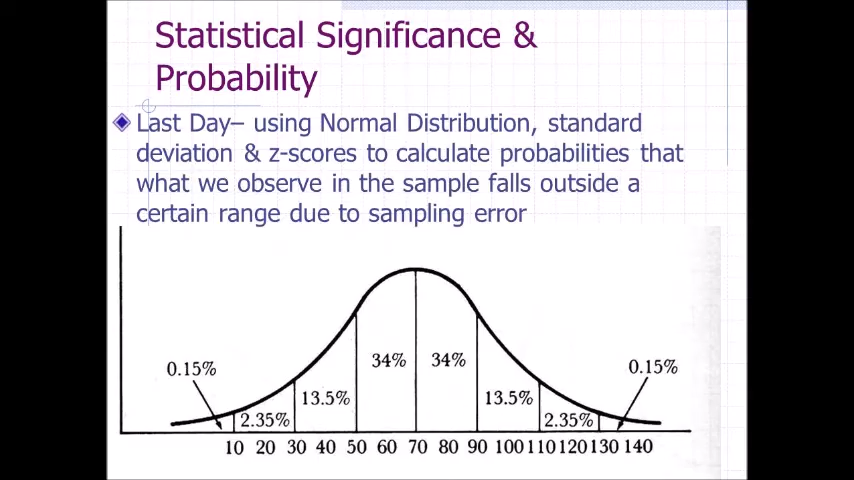 Statistical Significance &
Probability
Last Day– using Normal Distribution, standard
deviation & z-scores to calculate probabilities that
what we observe in the sample falls outside a
certain range due to sampling error
0.15% 34% 34% 0.15%
13.5% 13.5%
2.35% 2.35%
10 20 30 40 50 60 70 80 90 100 110 120 130 140